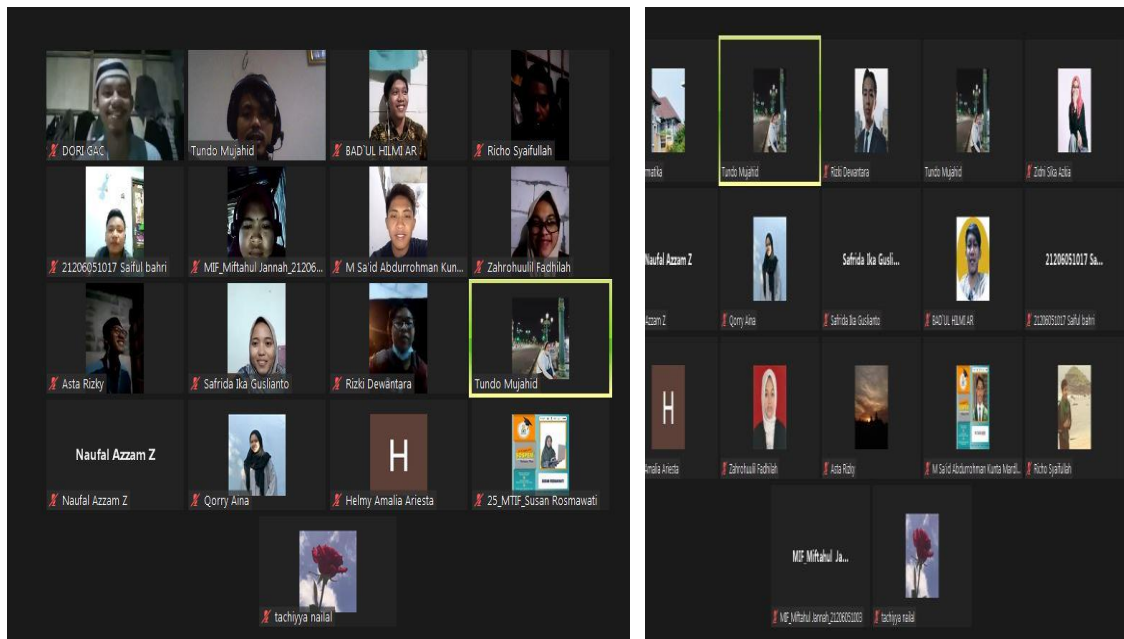 DORI GAC
Tundo Mujahid
BAD`UL HILMI AR
Richo Syaifullah
21206051017 Saiful bahri
MIF_Miftahul Jannah_21206...
M Sa'id Abdurrohman Kun...
Zahrohuulil Fadhilah
Asta Rizky
Safrida Ika Guslianto
Rizki Dewantara
Tundo Mujahid
Naufal Azzam Z
Naufal Azzam Z
Qorry Aina
H
Helmy Amalia Ariesta
25_MTIF_Susan Rosmawati
tachiyya nailal
matika
Tundo Mujahid
Rizki Dewantara
Tundo Mujahid
Zidni Sika Azkia
Naufal Azzam Z
Azzam Z
Qorry Aina
Safrida Ika Gusli...
Safrida Ika Guslianto
BAD`UL HILMI AR
21206051017 Sa...
21206051017 Saiful bahri
H
Amalia Ariesta
Zahrohuulil Fadhilah
Asta Rizky
M Sa'id Abdurrohman Kunta Mardi...
Richo Syaifullah
MIF_Miftahul Ja...
MIF_Miftahul Jannah_21206051003
tachiyya nailal